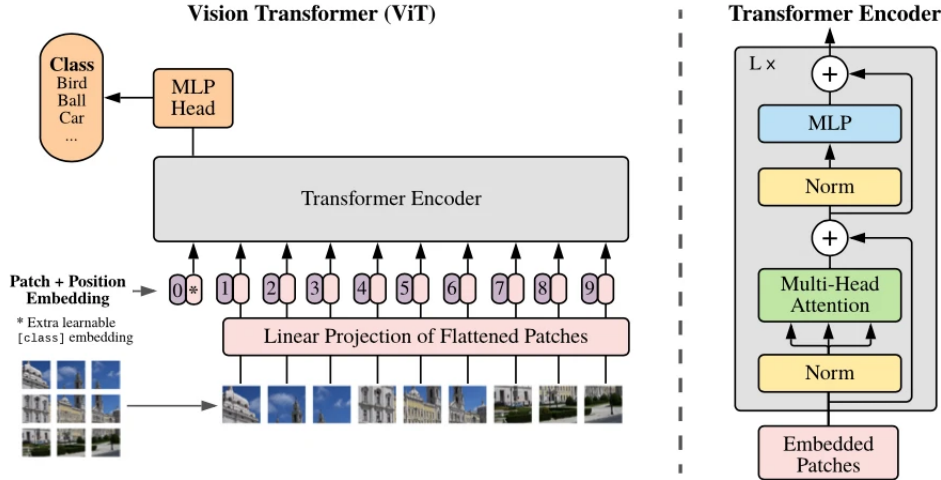 Vision Transformer (ViT)
Class
Bird
Ball
Car
...
MLP
Head
Transformer Encoder
Patch + Position
Embedding
0 * 1 2 3 4 5 6 7 8 9
* Extra learnable
[class] embedding
Linear Projection of Flattened Patches
Transformer Encoder
L x
+
MLP
Norm
+
Multi-Head
Attention
Norm
Embedded
Patches